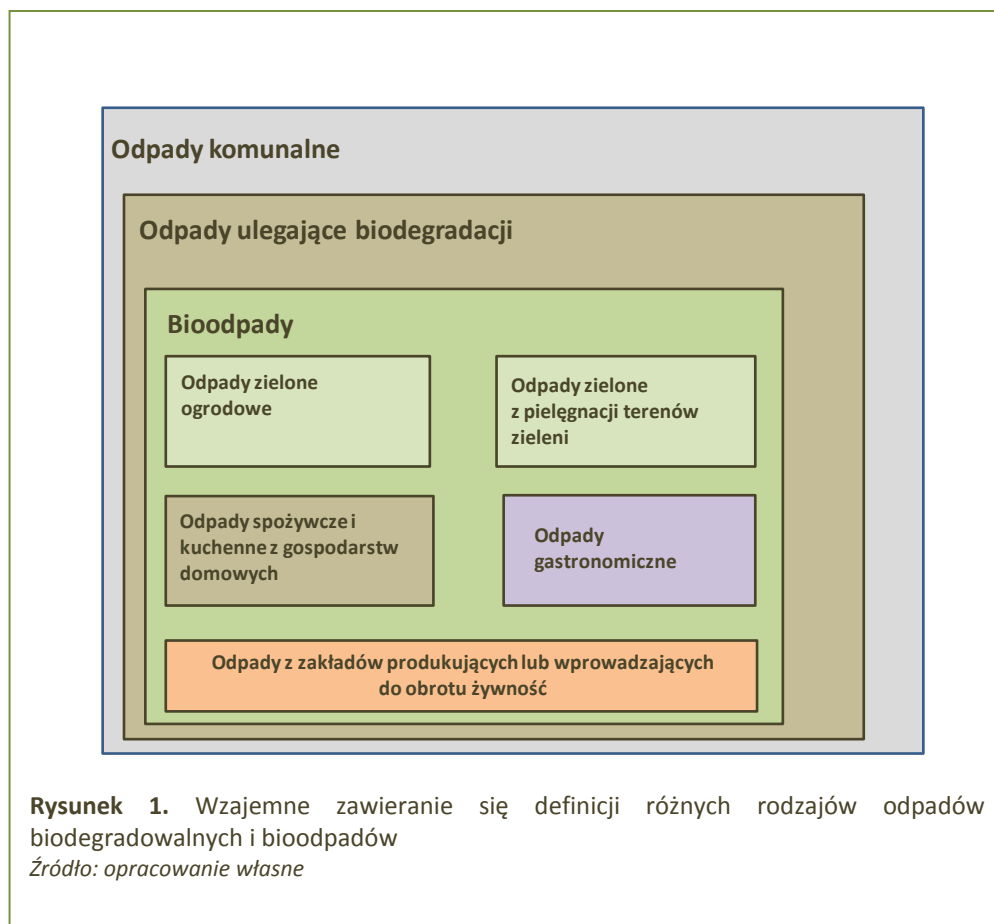 Odpady komunalne
Odpady ulegające biodegradacji
Bioodpady
Odpady zielone
ogrodowe
Odpady zielone
z pielęgnacji terenów
zieleni
Odpady spożywcze i
kuchenne z gospodarstw
domowych
Odpady
gastronomiczne
Odpady z zakładów produkujących lub wprowadzających
do obrotu żywność
Rysunek 1. Wzajemne zawieranie się definicji różnych rodzajów odpadów
biodegradowalnych i bioodpadów
Źródło: opracowanie własne